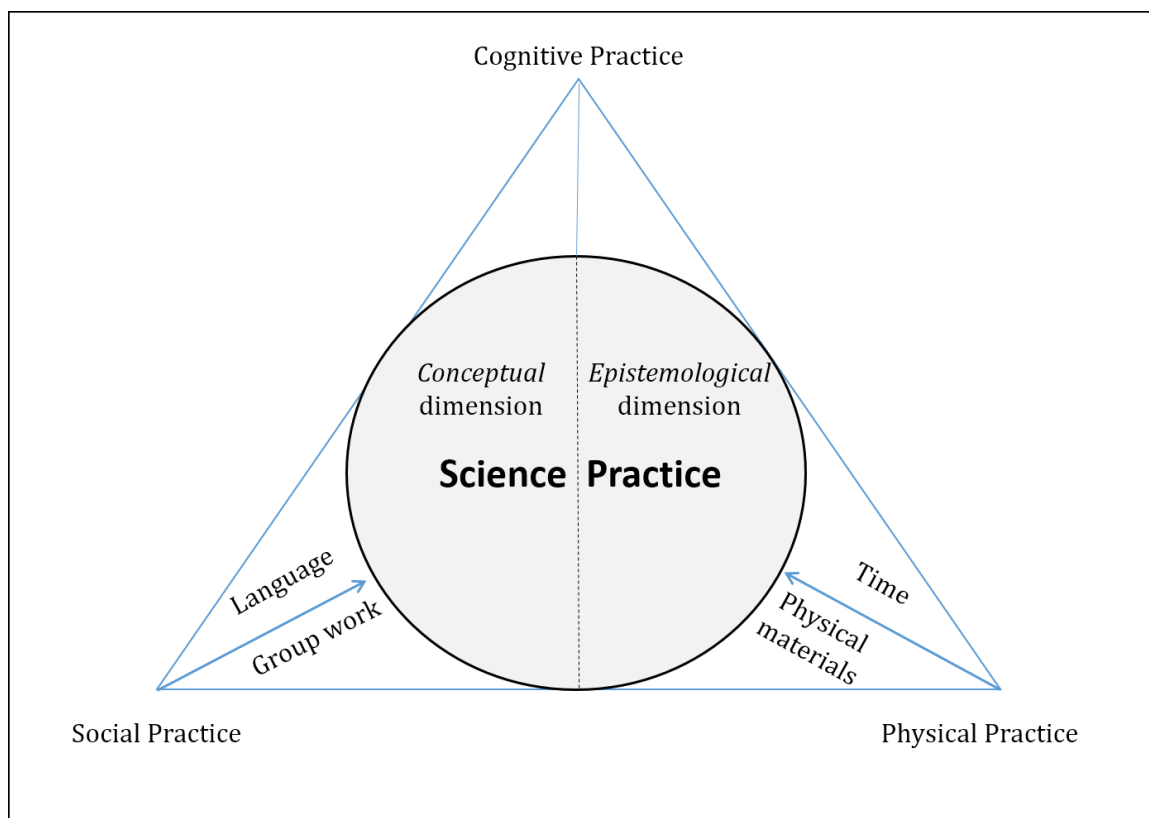 Cognitive Practice
Conceptual
dimension
Epistemological
dimension
Science Practice
Language
Group work
Time
Physical
materials
Social Practice
Physical Practice